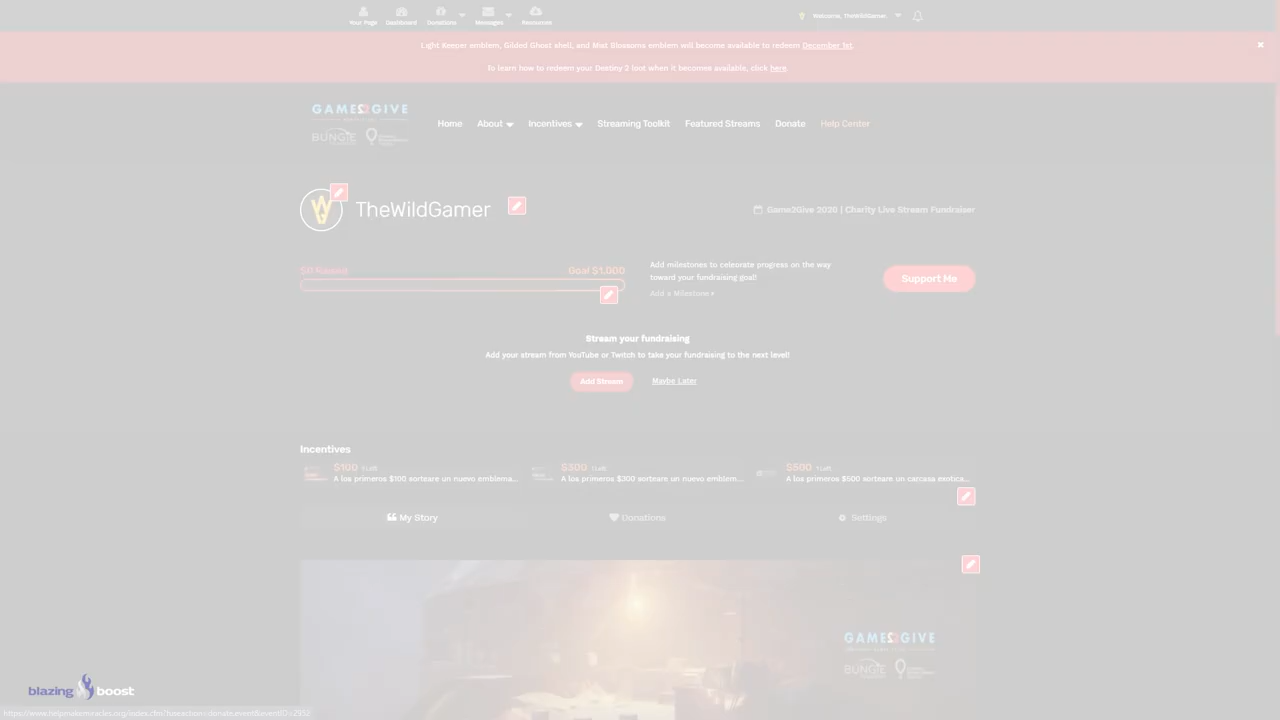 Your Page Dashboard Donations Messages Resources
Welcome, TheWildGamer.
Light Keeper emblem, Gilded Ghost shell, and Mist Blossoms emblem will become available to redeem December 1st.
To learn how to redeem your Destiny 2 loot when it becomes available, click here.
GAME2GIVE
BUNGIE
Home About Incentives Streaming Toolkit Featured Streams Donate Help Center
TheWildGamer
Game2Give 2020 | Charity Live Stream Fundraiser
$0 Raised Goal $1,000
Add milestones to celebrate progress on the way
toward your fundraising goal!
Add a Milestone
Support Me
Stream your fundraising
Add your stream from YouTube or Twitch to take your fundraising to the next level!
Add Stream Maybe Later
Incentives
$100 1 Left
A los primeros $100 sorteare un nuevo emblema...
$300 1 Left
A los primeros $300 sorteare un nuevo emblem...
$500 1 Left
A los primeros $500 sorteare un carcasa exotica...
My Story Donations Settings
GAME2GIVE
BUNGIE
blazing boost